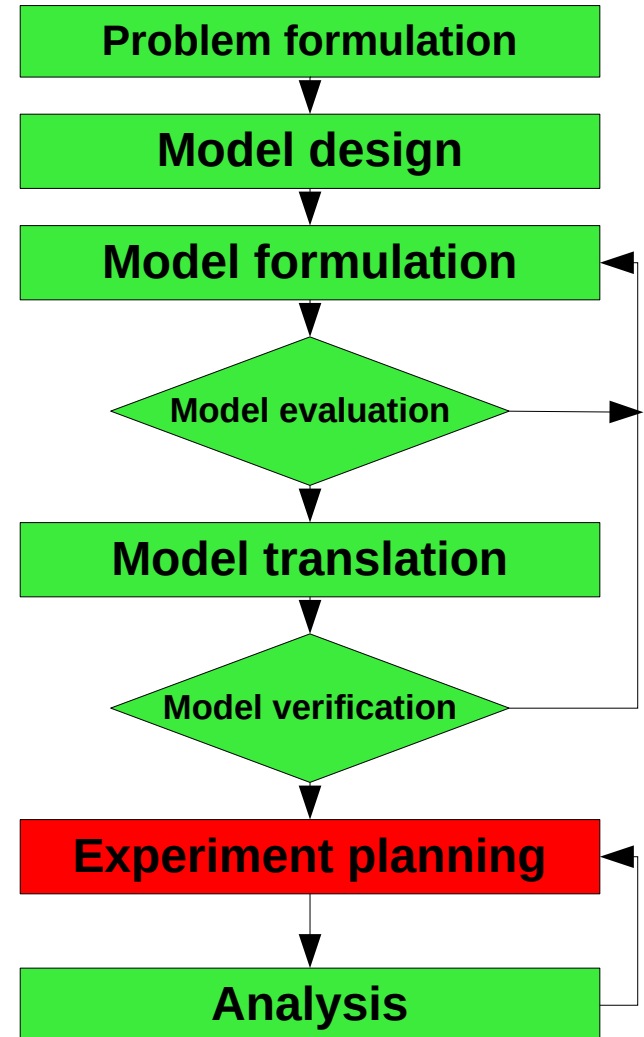 Problem formulation
Model design
Model formulation
Model evaluation
Model translation
Model verification
Experiment planning
Analysis